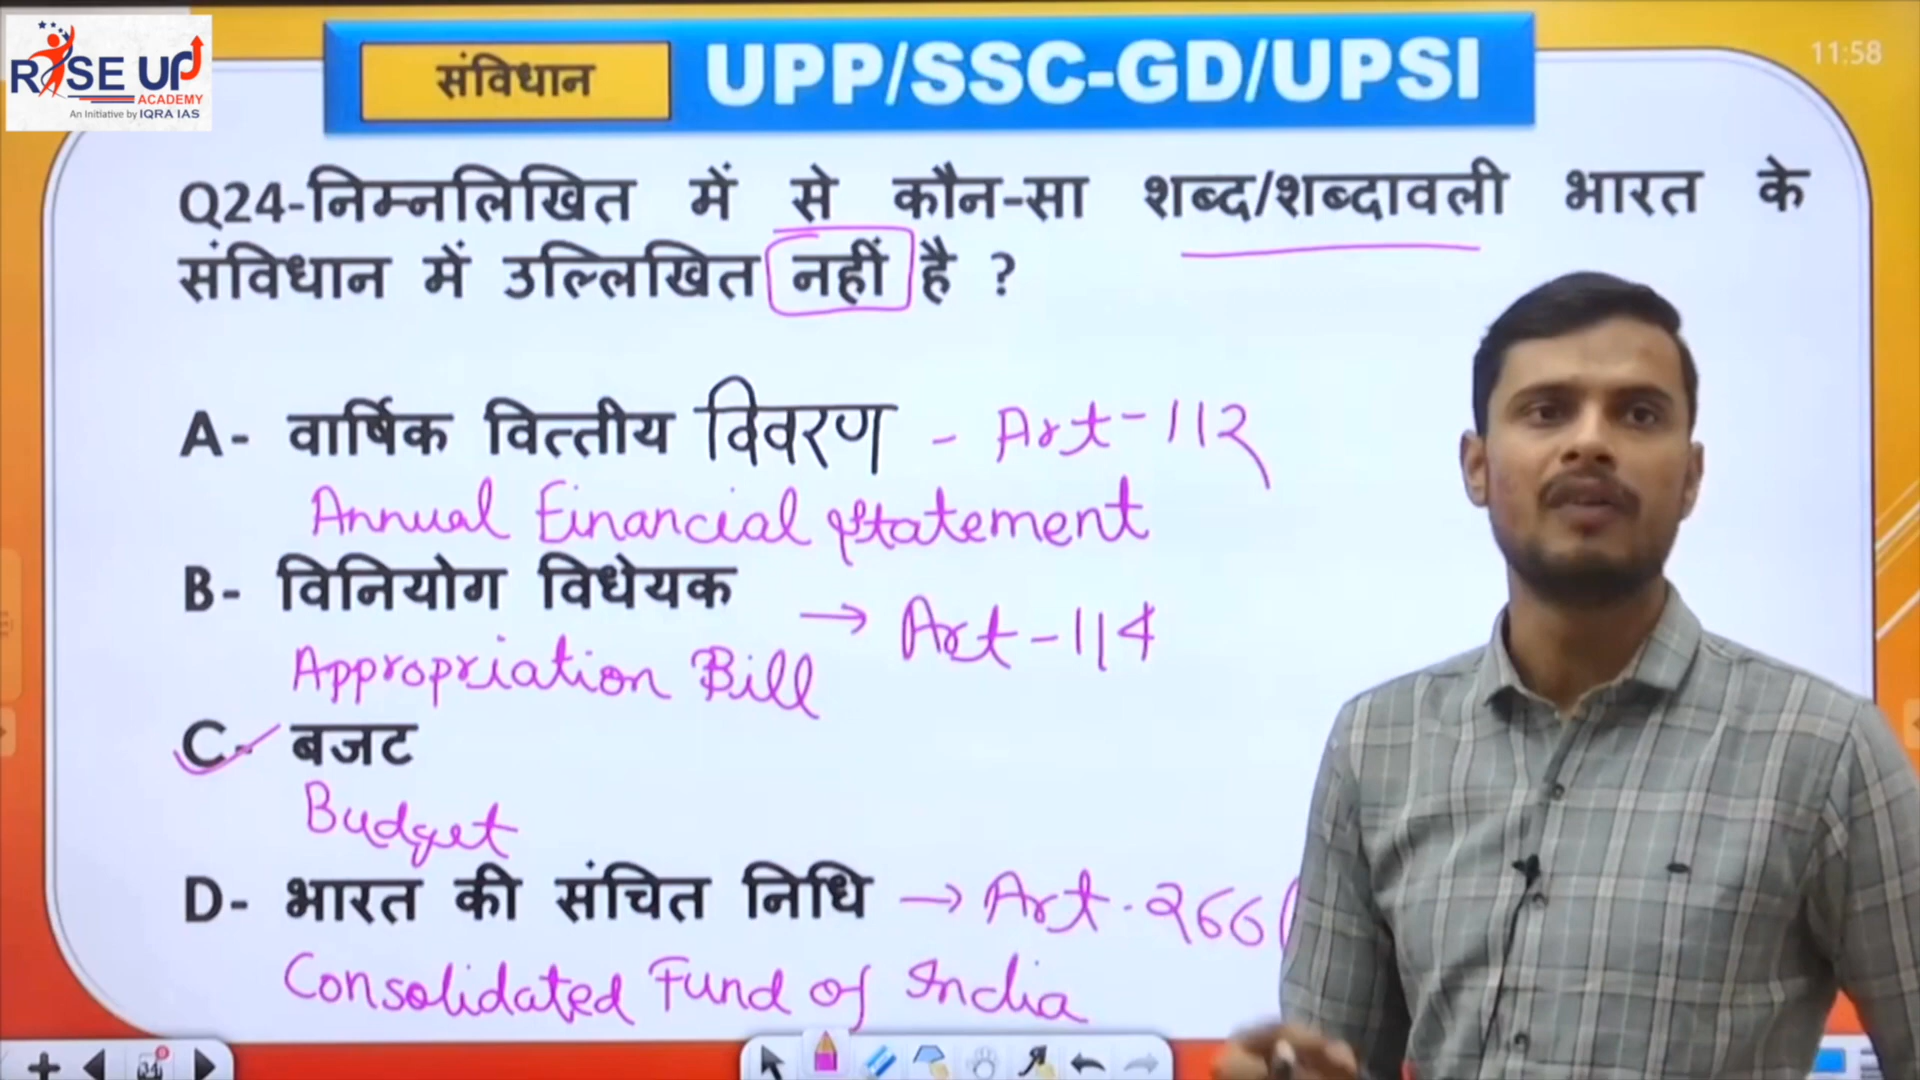 RISE UP
ACADEMY
An Initiative by IQRA IAS
संविधान
UPP/SSC-GD/UPSI
11:58
Q24-निम्नलिखित में से कौन-सा शब्द/शब्दावली भारत के
संविधान में उल्लिखित नहीं है ?
A- वार्षिक वित्तीय विवरण - Art-112
Annual Financial Statement
B- विनियोग विधेयक → Art-114
Appropriation Bill
C- बजट
Budget
D- भारत की संचित निधि → Art. 266(
Consolidated Fund of India